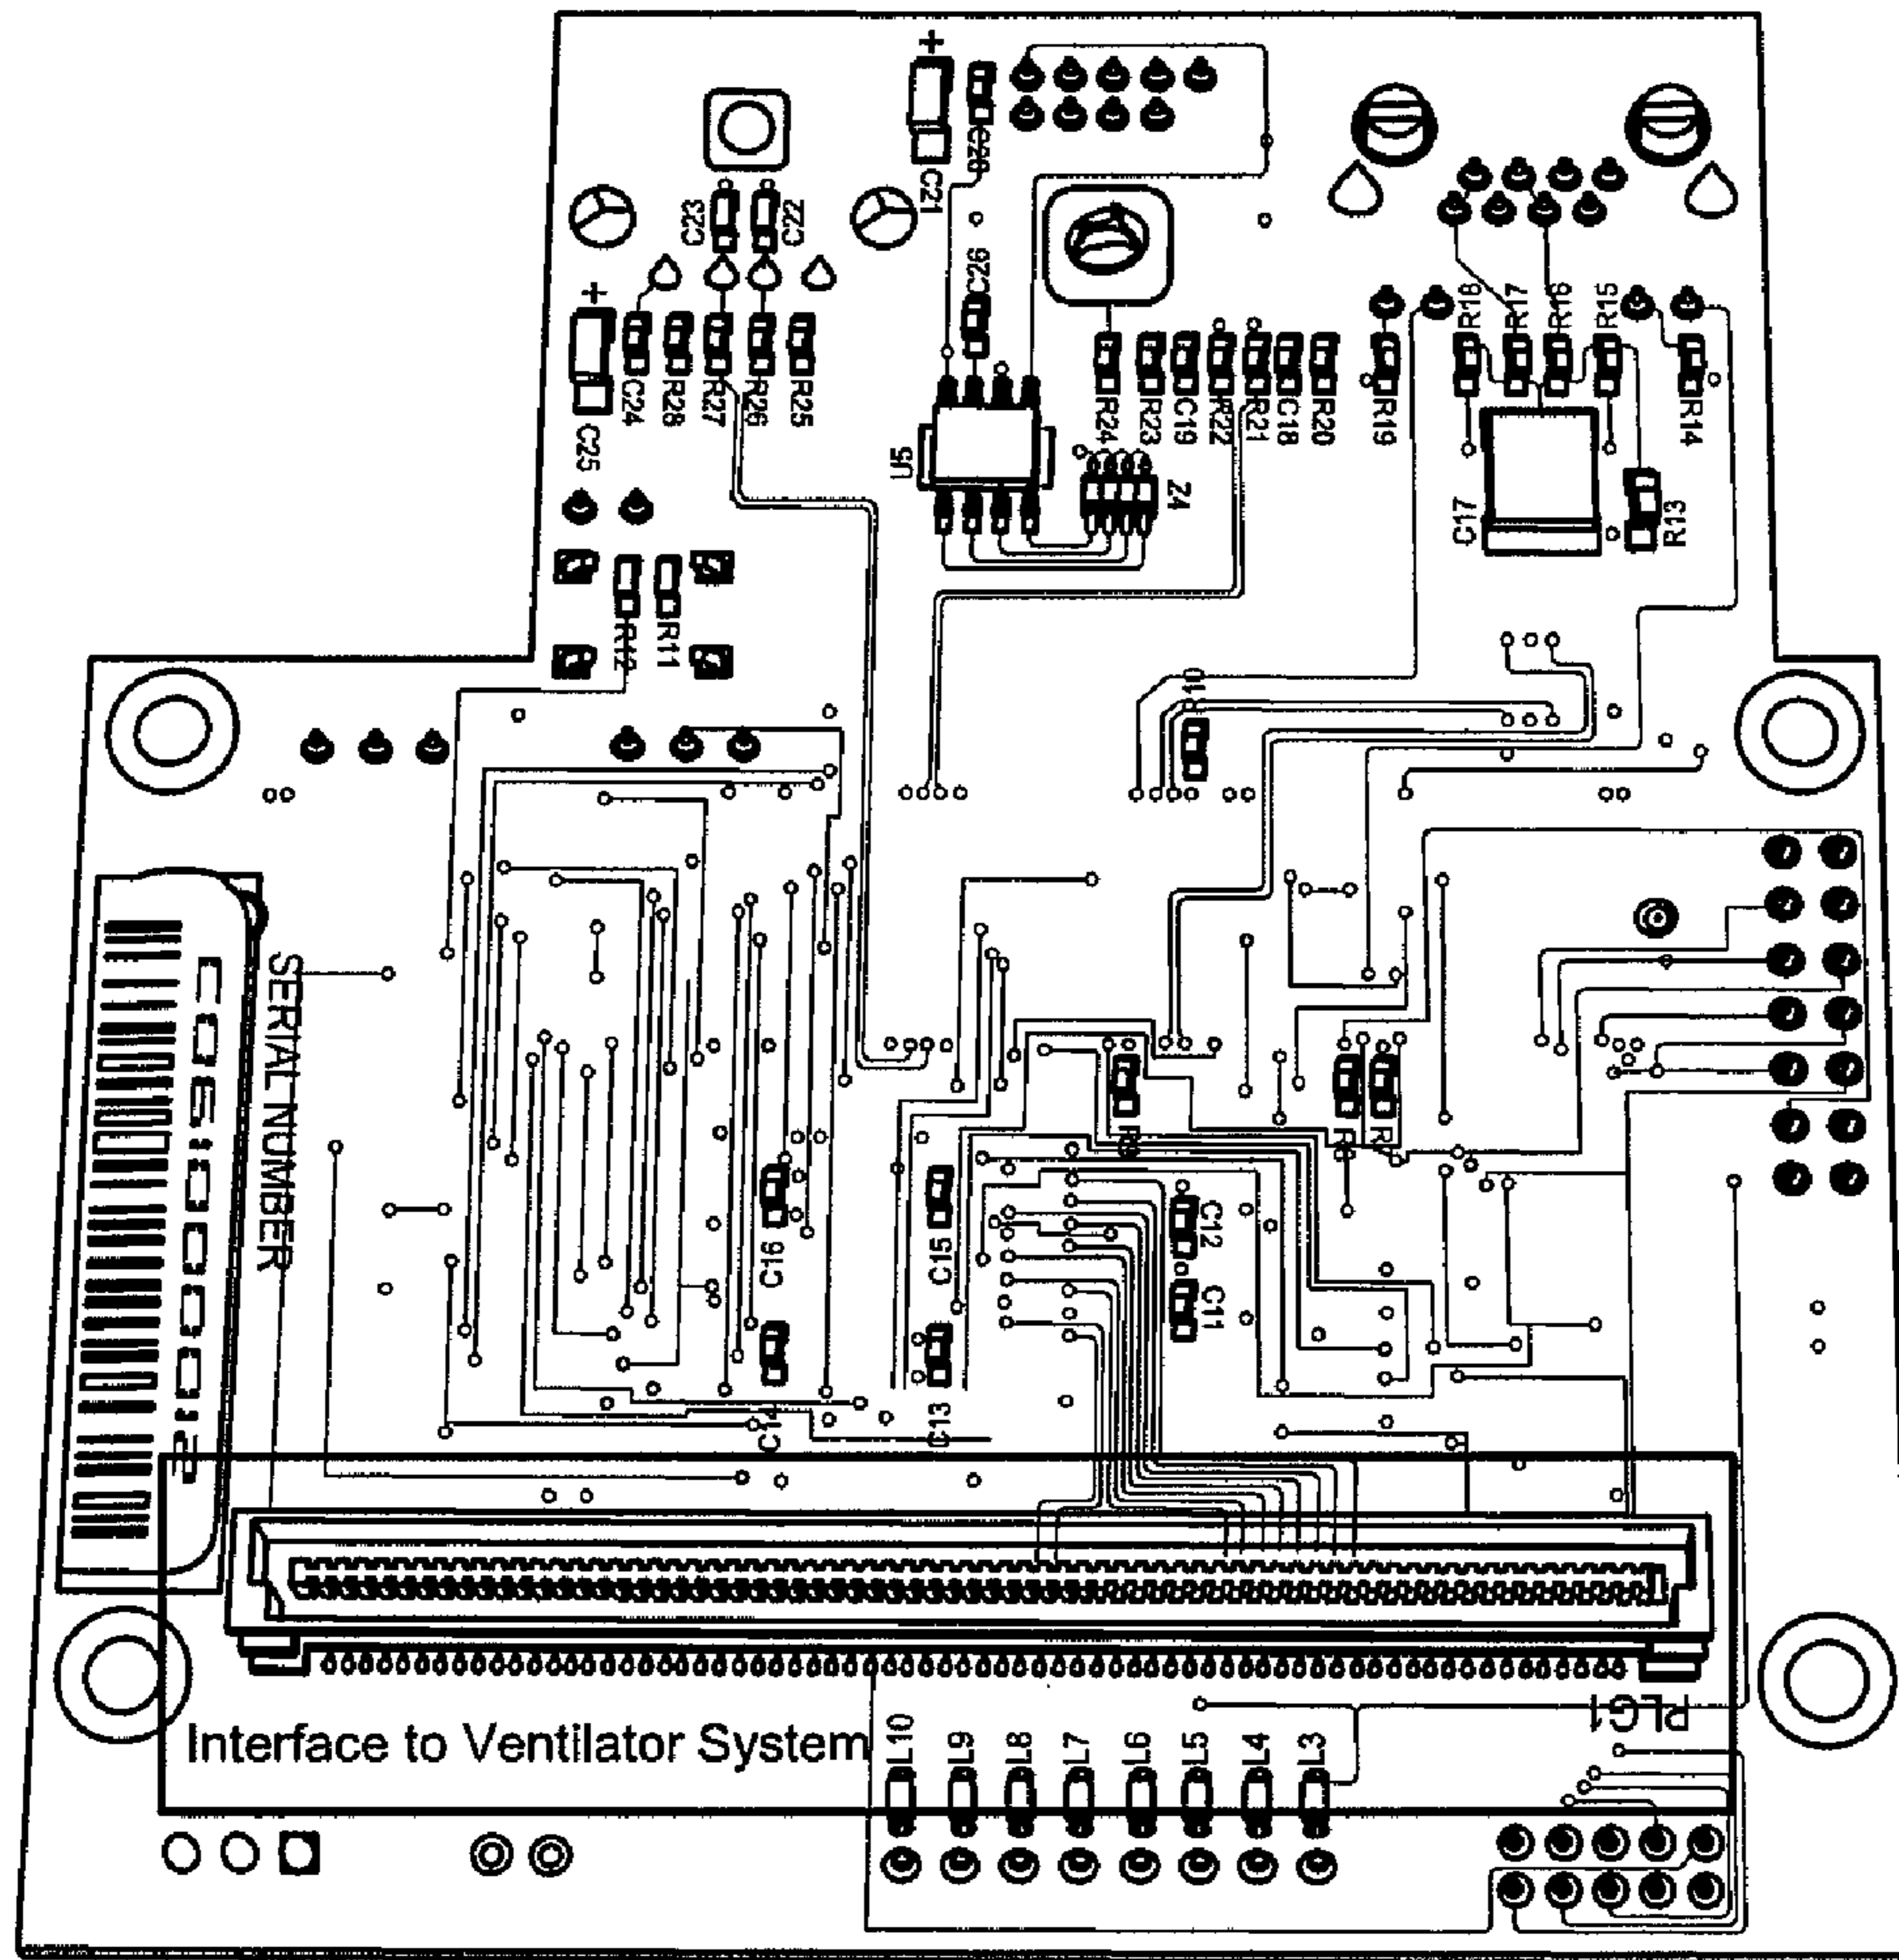 +
C21
C23
C22
C26
+
R18
R17
R16
R15
C24
R28
R27
R26
R25
C25
U5
R24
R23
C19
R22
R21
C18
R20
R19
R14
Z4
C17
R13
R12
R11
SERIAL NUMBER
R9
C16
C15
C12
C11
C14
C13
PLG1
Interface to Ventilator System
L10
L9
L8
L7
L6
L5
L4
L3